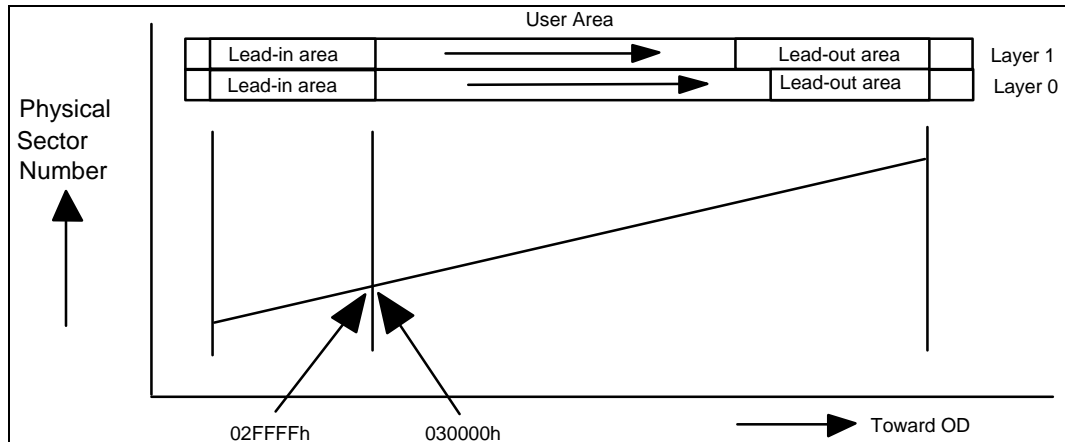 User Area
Lead-in area
Lead-out area
Layer 1
Lead-in area
Lead-out area
Layer 0
Physical
Sector
Number
02FFFFh
030000h
Toward OD